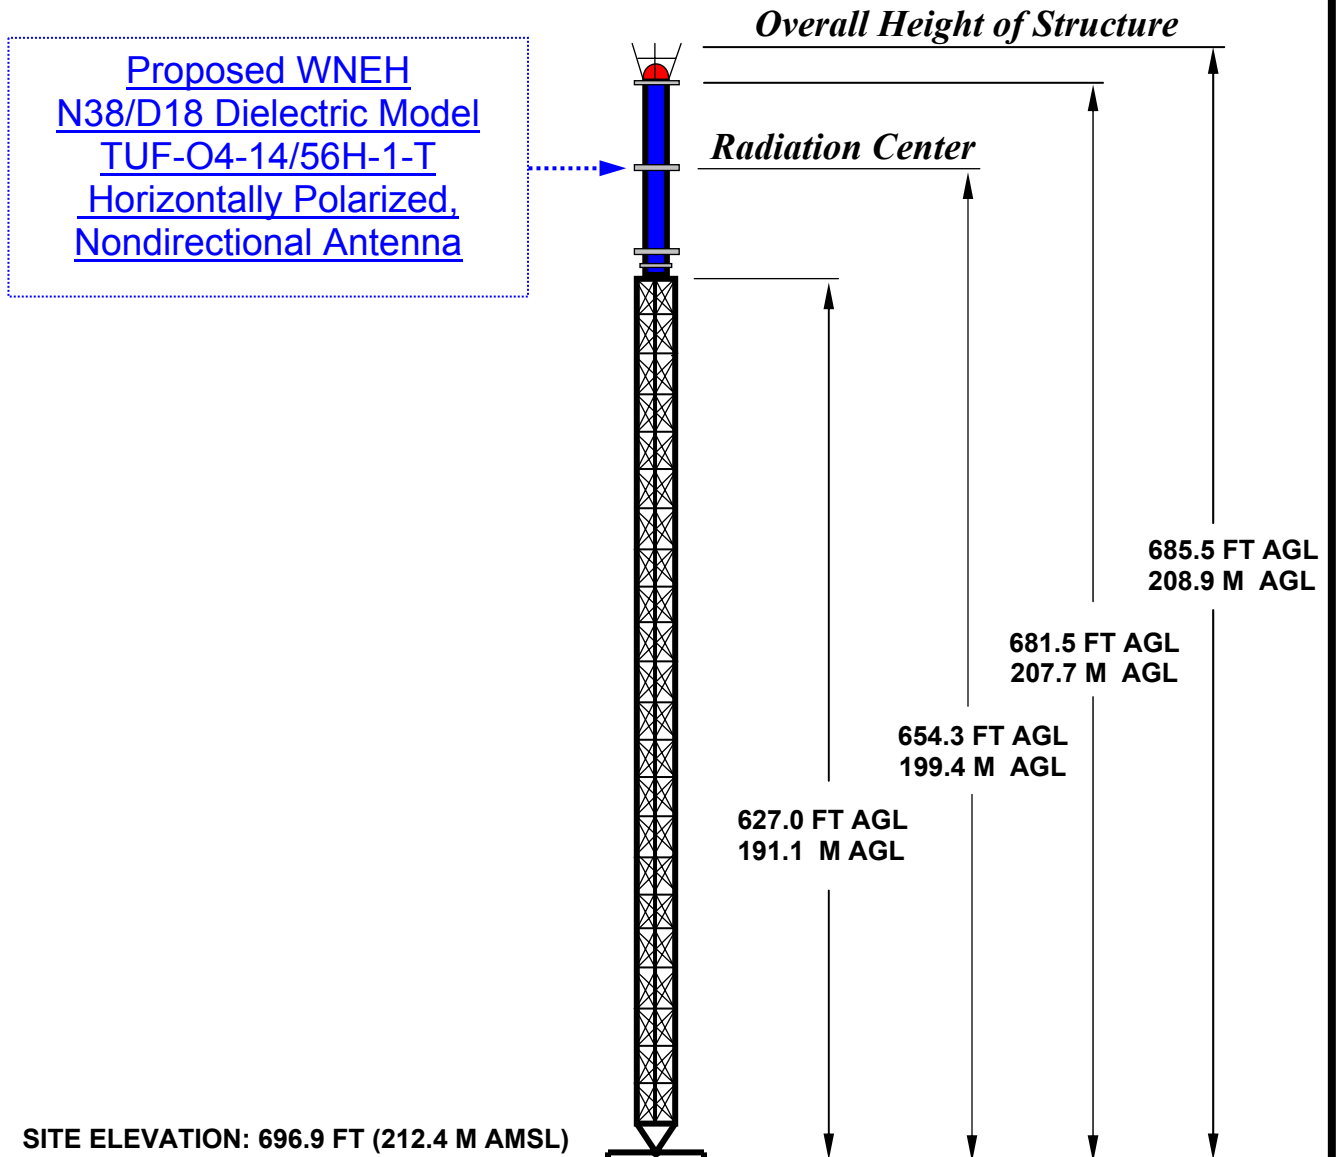 Overall Height of Structure
Proposed WNEH
N38/D18 Dielectric Model
TUF-O4-14/56H-1-T
Horizontally Polarized,
Nondirectional Antenna
Radiation Center
685.5 FT AGL
208.9 M AGL
681.5 FT AGL
207.7 M AGL
654.3 FT AGL
199.4 M AGL
627.0 FT AGL
191.1 M AGL
SITE ELEVATION: 696.9 FT (212.4 M AMSL)